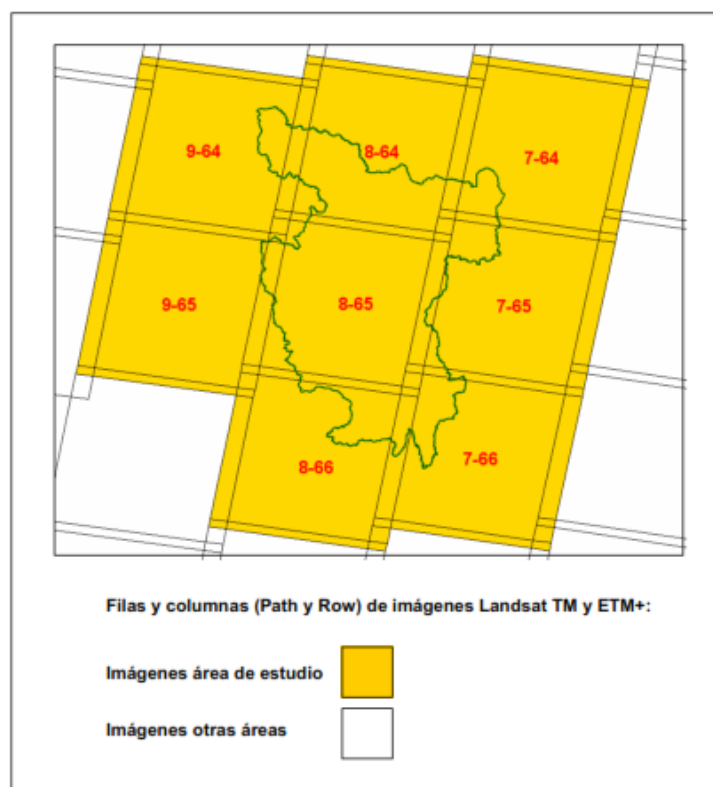 9-64
8-64
7-64
9-65
8-65
7-65
8-66
7-66
Filas y columnas (Path y Row) de imágenes Landsat TM y ETM+:
Imágenes área de estudio
Imágenes otras áreas